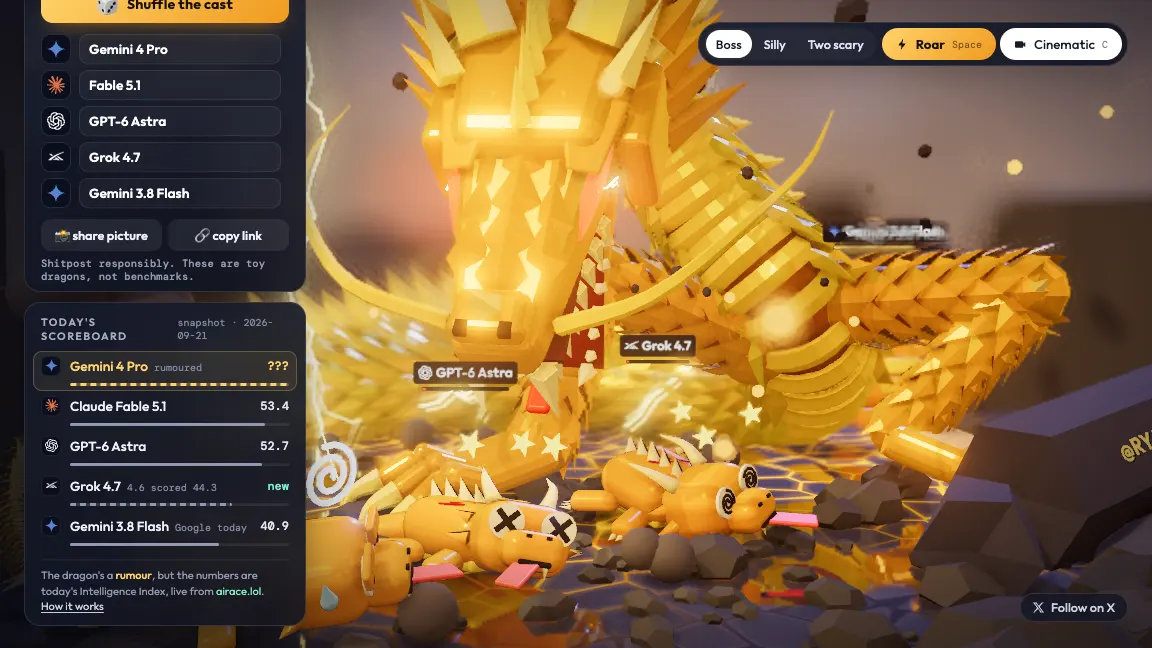 Shuffle the cast
Gemini 4 Pro
Fable 5.1
GPT-6 Astra
Grok 4.7
Gemini 3.8 Flash
share picture
copy link
Shitpost responsibly. These are toy
dragons, not benchmarks.
TODAY'S
SCOREBOARD
snapshot · 2026-
09-21
Gemini 4 Pro rumoured ???
Claude Fable 5.1 53.4
GPT-6 Astra 52.7
Grok 4.7 4.6 scored 44.3 new
Gemini 3.8 Flash Google today 40.9
The dragon's a rumour, but the numbers are
today's Intelligence Index, live from airace.lol.
How it works
Boss Silly Two scary Roar Space Cinematic C
Gemini 3.8 Flash
Grok 4.7
GPT-6 Astra
@RY
Follow on X